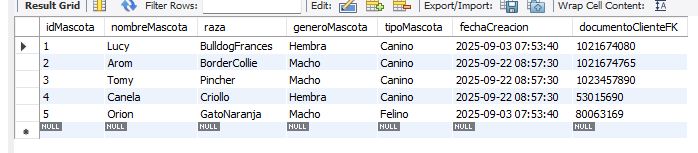 Result Grid Filter Rows: Edit: Export/Import: Wrap Cell Content:
idMascota nombreMascota raza generoMascota tipoMascota fechaCreacion documentoClienteFK
1 Lucy BulldogFrances Hembra Canino 2025-09-03 07:53:40 1021674080
2 Arom BorderCollie Macho Canino 2025-09-22 08:57:30 1021674765
3 Tomy Pincher Macho Canino 2025-09-22 08:57:30 1023457890
4 Canela Criollo Hembra Canino 2025-09-22 08:57:30 53015690
5 Orion GatoNaranja Macho Felino 2025-09-03 07:53:40 80063169
NULL NULL NULL NULL NULL NULL NULL